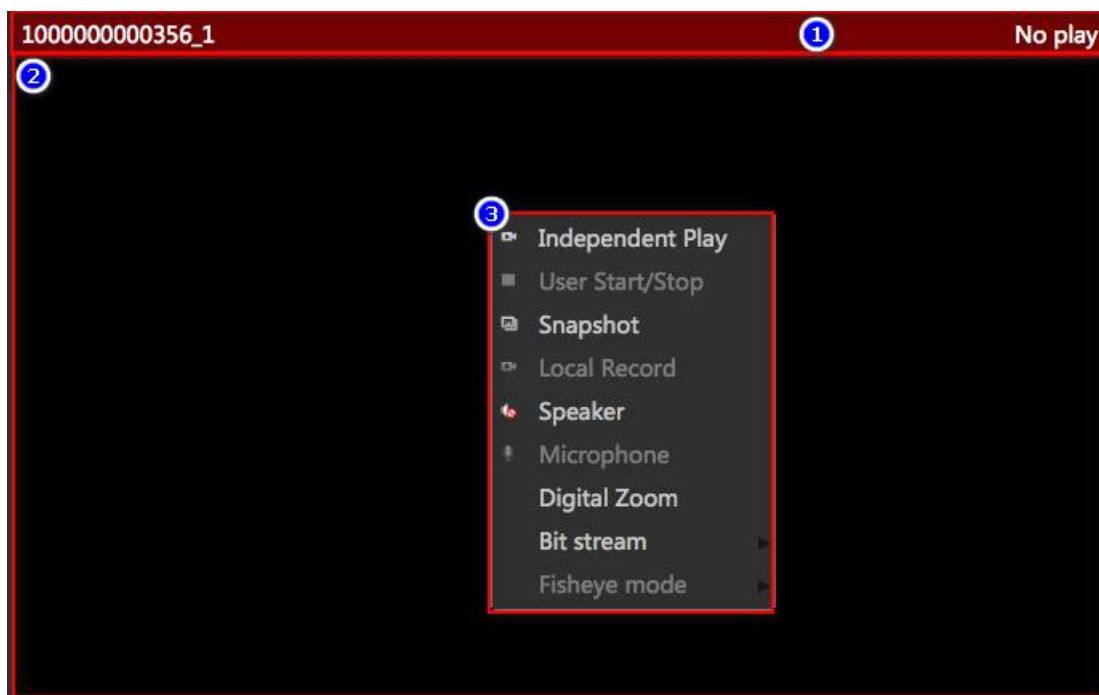 1000000000356_1
1
No play
2
3
Independent Play
User Start/Stop
Snapshot
Local Record
Speaker
Microphone
Digital Zoom
Bit stream
Fisheye mode